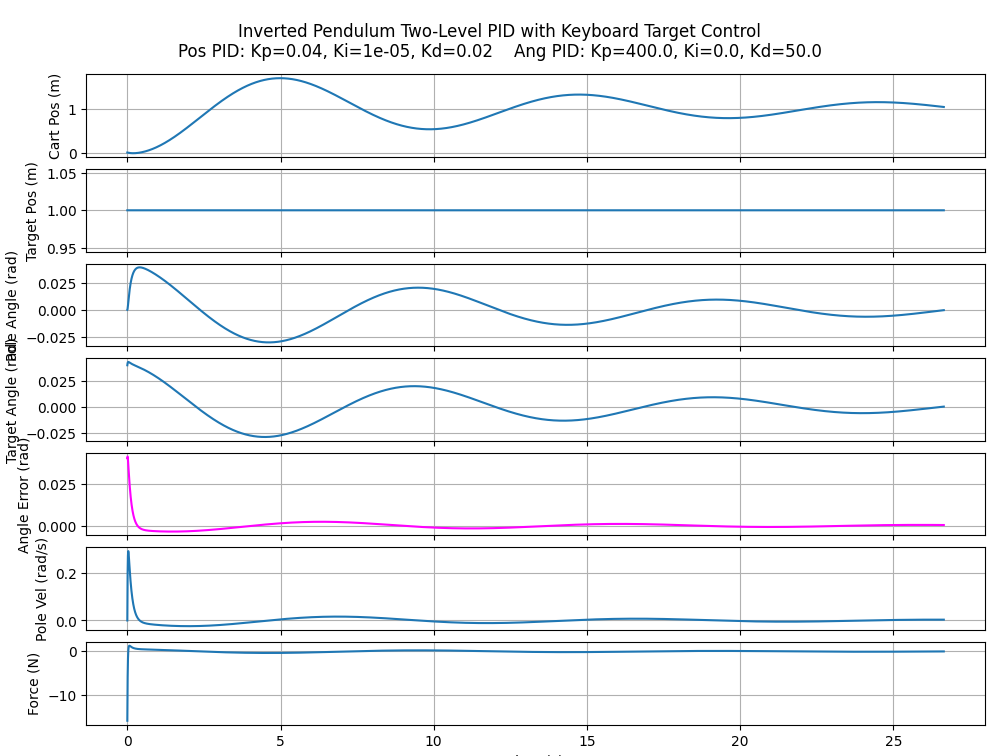 Inverted Pendulum Two-Level PID with Keyboard Target Control
Pos PID: Kp=0.04, Ki=1e-05, Kd=0.02    Ang PID: Kp=400.0, Ki=0.0, Kd=50.0
Cart Pos (m)
1
0
Target Pos (m)
1.05
1.00
0.95
Pole Angle (rad)
0.025
0.000
−0.025
Target Angle (rad)
0.025
0.000
−0.025
Angle Error (rad)
0.025
0.000
Pole Vel (rad/s)
0.2
0.0
Force (N)
0
−10
0 5 10 15 20 25